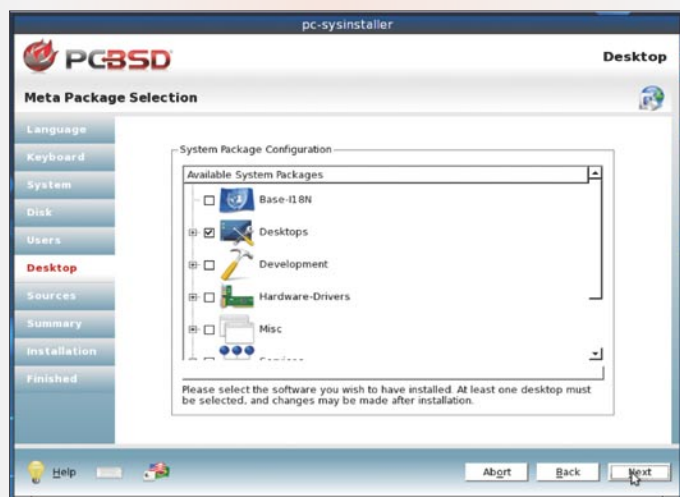 pc-sysinstaller
PCBSD
Desktop
Meta Package Selection
Language
Keyboard
System
Disk
Users
Desktop
Sources
Summary
Installation
Finished
System Package Configuration
Available System Packages
Base-I18N
Desktops
Development
Hardware-Drivers
Misc
Please select the software you wish to have installed. At least one desktop must
be selected, and changes may be made after installation.
Help
Abort
Back
Next